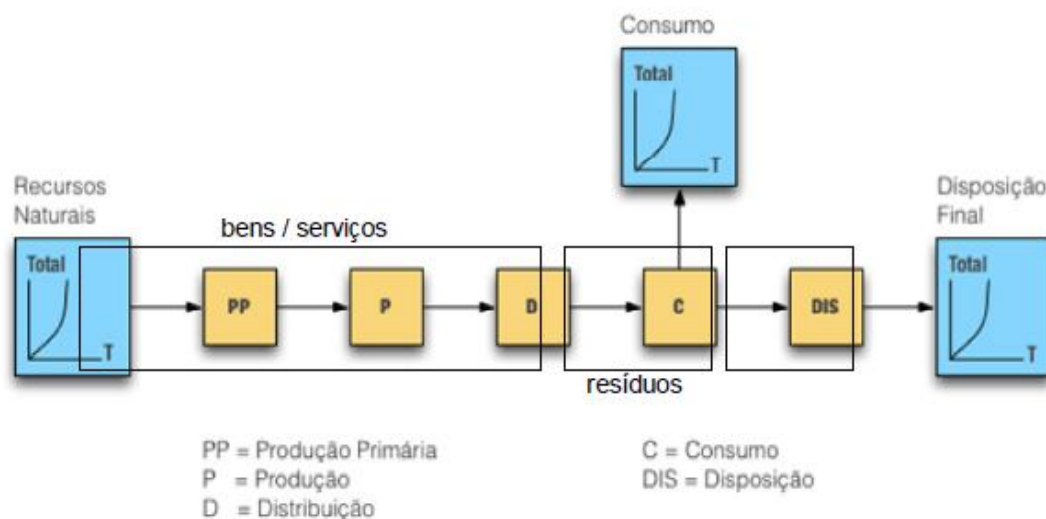 Consumo
Total
T
Recursos
Naturais
Disposição
Final
bens / serviços
Total
T
PP
P
D
C
DIS
Total
T
resíduos
PP = Produção Primária
P = Produção
D = Distribuição
C = Consumo
DIS = Disposição